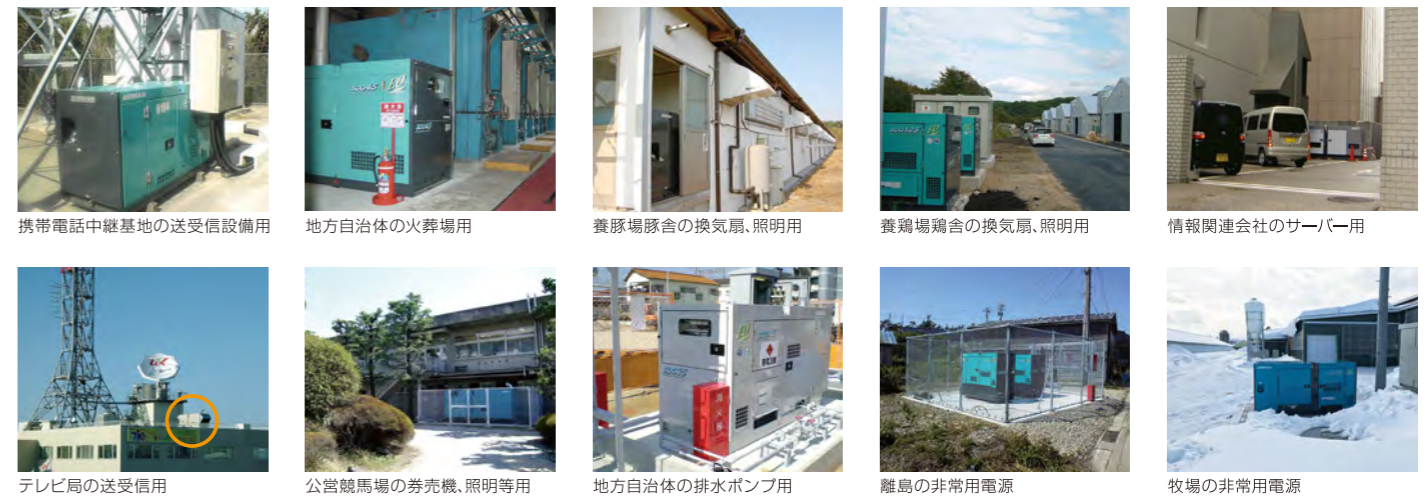 携帯電話中継基地の送受信設備用
地方自治体の火葬場用
養豚場豚舎の換気扇、照明用
養鶏場鶏舎の換気扇、照明用
情報関連会社のサーバー用
テレビ局の送受信用
公営競馬場の券売機、照明等用
地方自治体の排水ポンプ用
離島の非常用電源
牧場の非常用電源